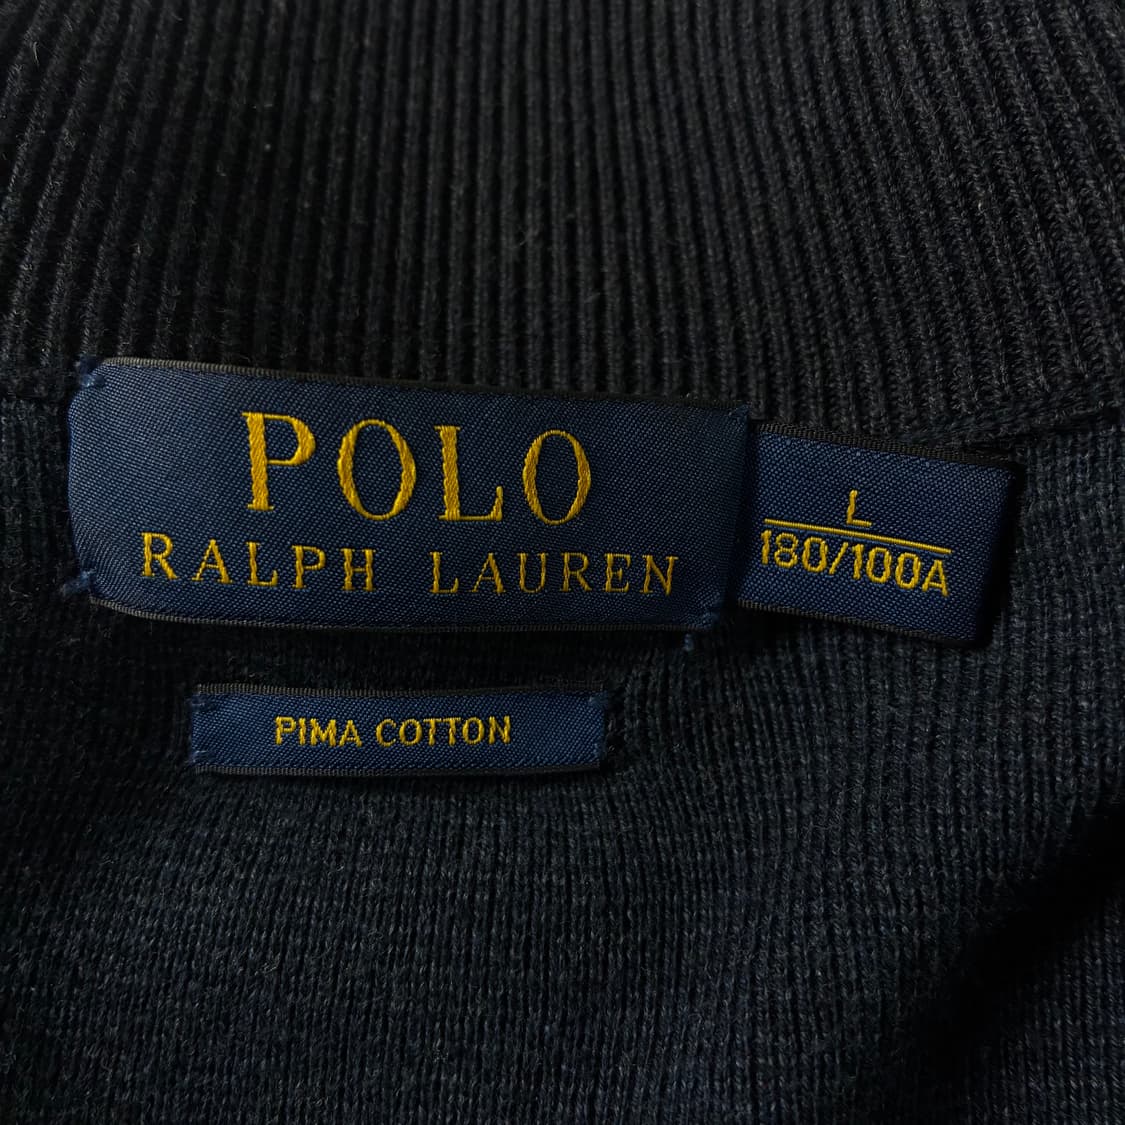 POLO
RALPH LAUREN
L
180/100A
PIMA COTTON